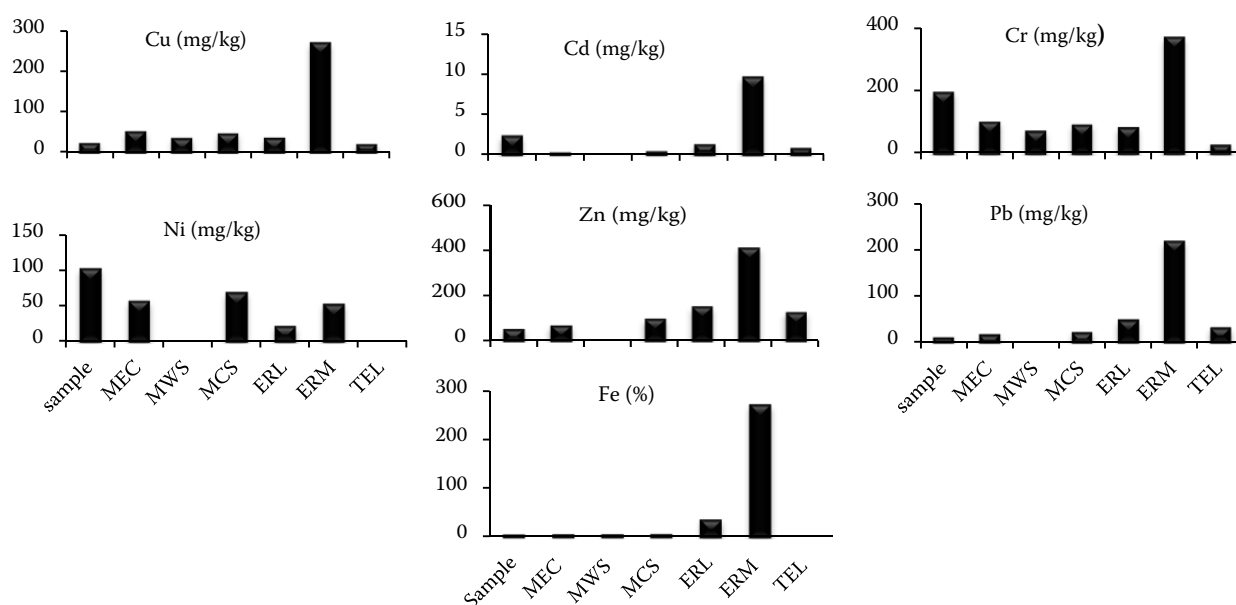 Cu (mg/kg)
300
200
100
0
Cd (mg/kg)
15
10
5
0
Cr (mg/kg)
400
200
0
Ni (mg/kg)
150
100
50
0
sample
MEC
MWS
MCS
ERL
ERM
TEL
Zn (mg/kg)
600
400
200
0
Pb (mg/kg)
300
200
100
0
sample
MEC
MWS
MCS
ERL
ERM
TEL
Fe (%)
300
200
100
0
Sample
MEC
MWS
MCS
ERL
ERM
TEL